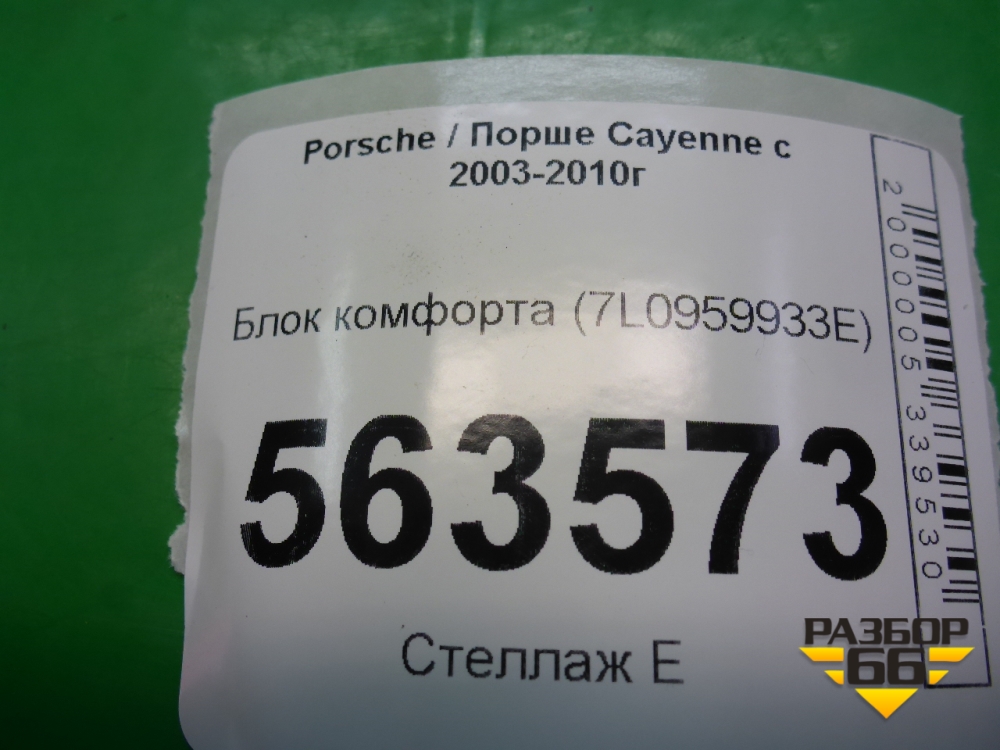 Porsche / Порше Cayenne с
2003-2010г
Блок комфорта (7L0959933E)
563573
Стеллаж Е
2000005339530
РАЗБОР
66